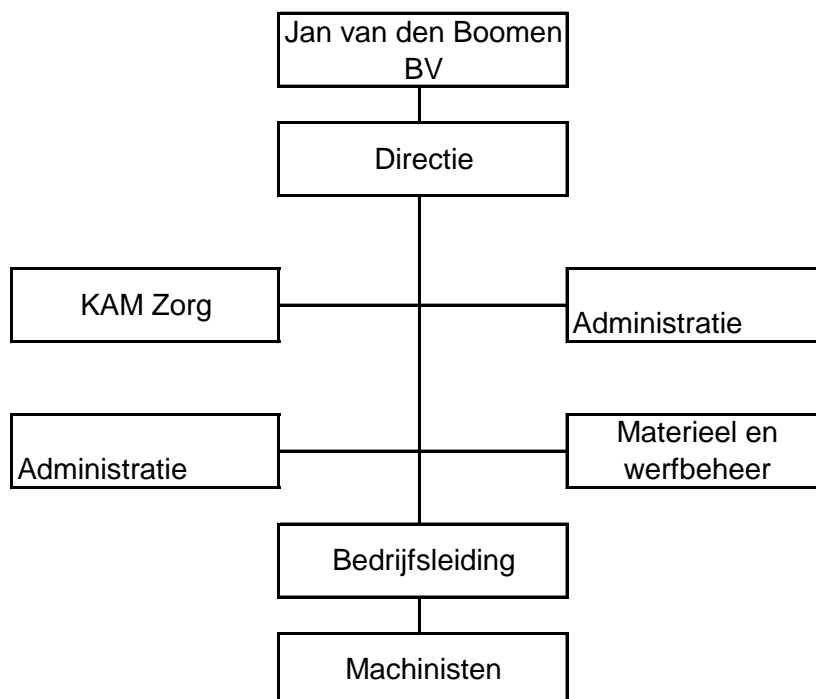 Jan van den Boomen
BV
Directie
KAM Zorg
Administratie
Administratie
Materieel en
werfbeheer
Bedrijfsleiding
Machinisten